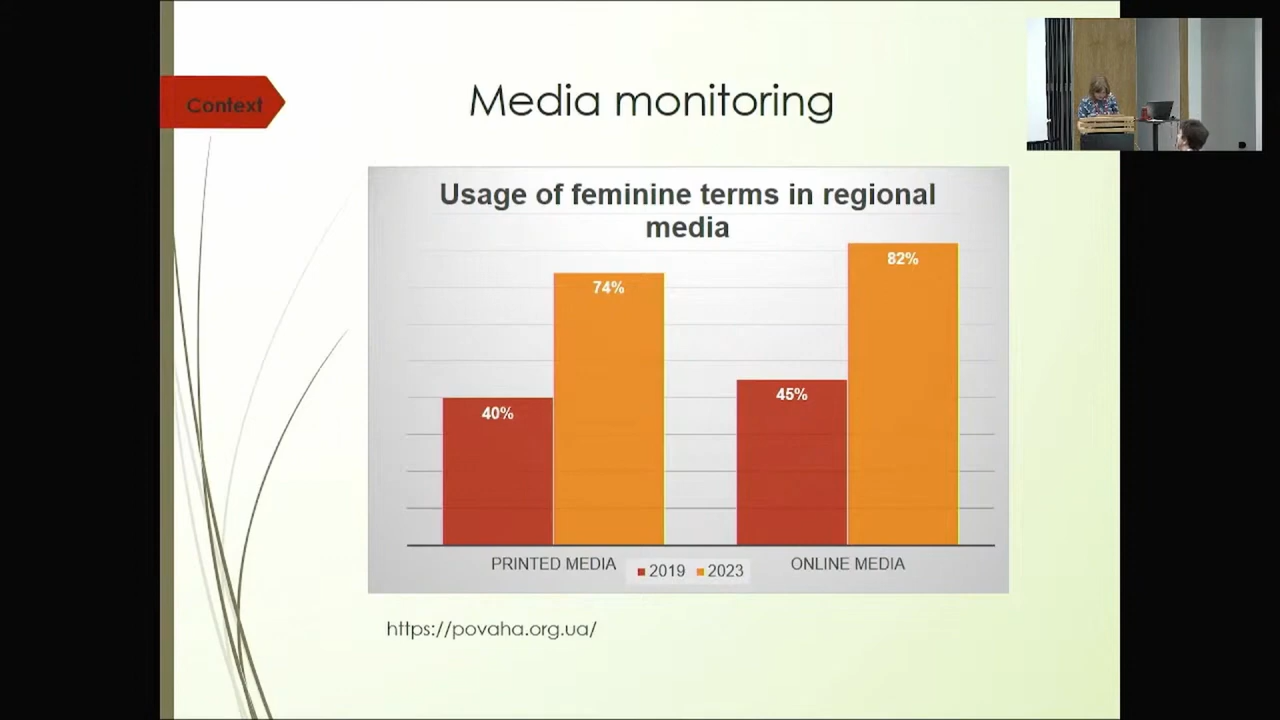 Context
Media monitoring
Usage of feminine terms in regional
media
40%
74%
45%
82%
PRINTED MEDIA
ONLINE MEDIA
2019
2023
https://povaha.org.ua/